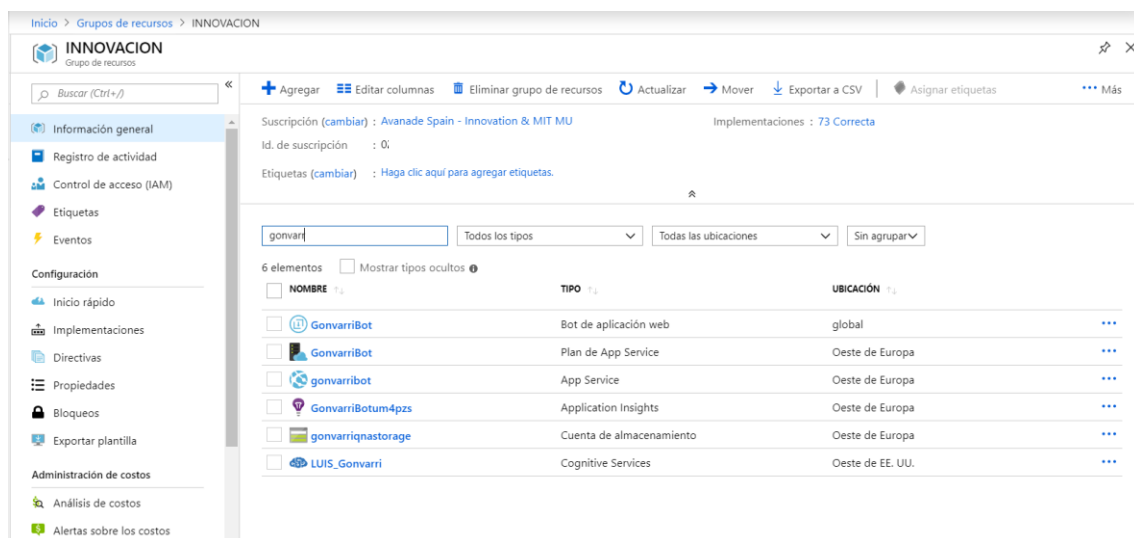 Inicio > Grupos de recursos > INNOVACION
INNOVACION
Grupo de recursos
Buscar (Ctrl+/)
«
Información general
Registro de actividad
Control de acceso (IAM)
Etiquetas
Eventos
Configuración
Inicio rápido
Implementaciones
Directivas
Propiedades
Bloqueos
Exportar plantilla
Administración de costos
Análisis de costos
Alertas sobre los costos
Agregar Editar columnas Eliminar grupo de recursos Actualizar Mover Exportar a CSV Asignar etiquetas ··· Más
Suscripción (cambiar) : Avanade Spain - Innovation & MIT MU Implementaciones : 73 Correcta
Id. de suscripción : 0
Etiquetas (cambiar) : Haga clic aquí para agregar etiquetas.
gonvarr Todos los tipos Todas las ubicaciones Sin agrupar
6 elementos Mostrar tipos ocultos
NOMBRE TIPO UBICACIÓN
GonvarriBot Bot de aplicación web global
GonvarriBot Plan de App Service Oeste de Europa
gonvarribot App Service Oeste de Europa
GonvarriBotum4pzs Application Insights Oeste de Europa
gonvarriqnastorage Cuenta de almacenamiento Oeste de Europa
LUIS_Gonvarri Cognitive Services Oeste de EE. UU.